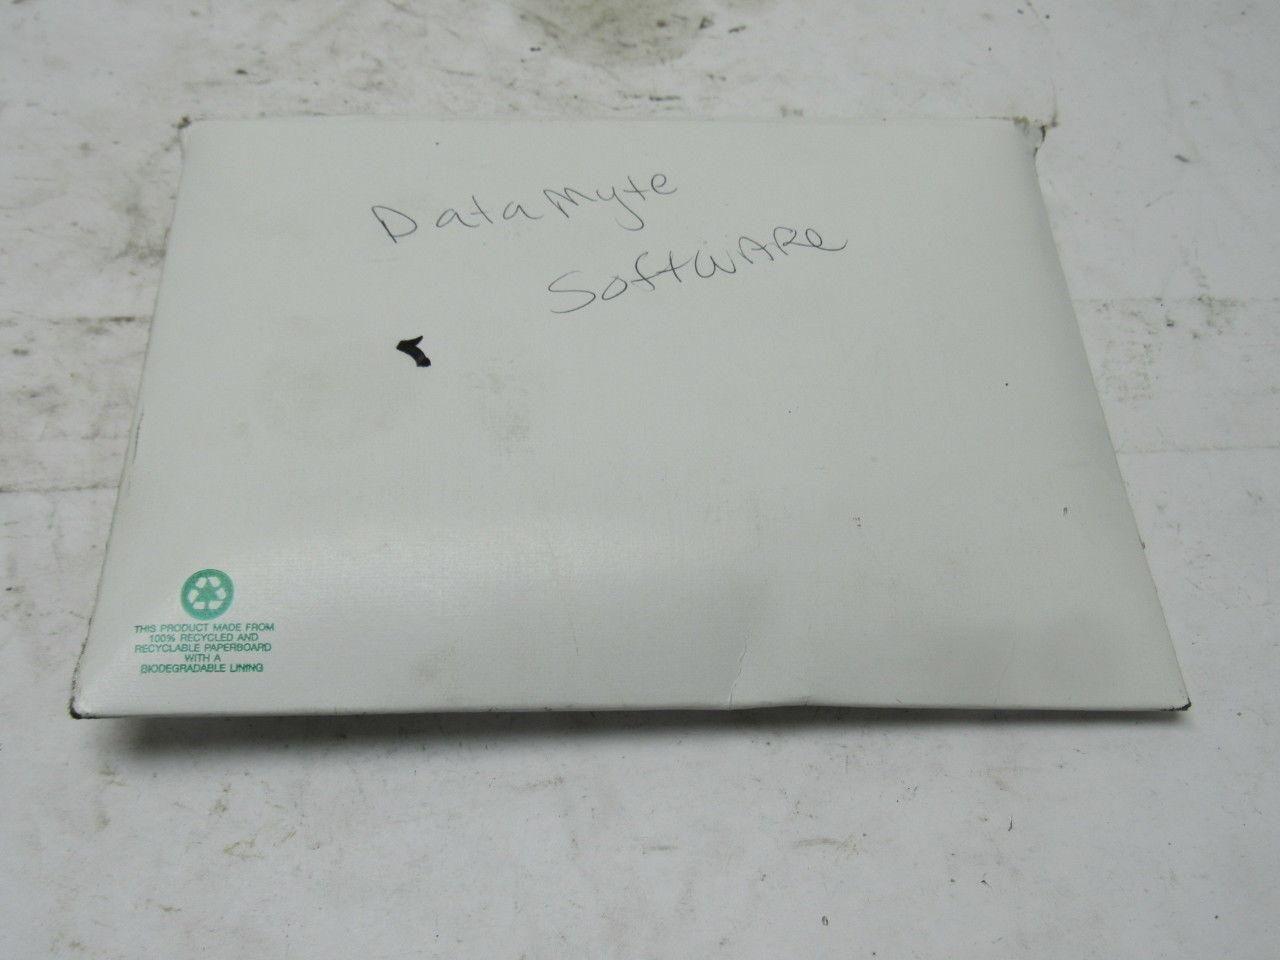 DataMyte
SoftWARe
THIS PRODUCT MADE FROM
100% RECYCLED AND
RECYCLABLE PAPERBOARD
WITH A
BIODEGRADABLE LINING